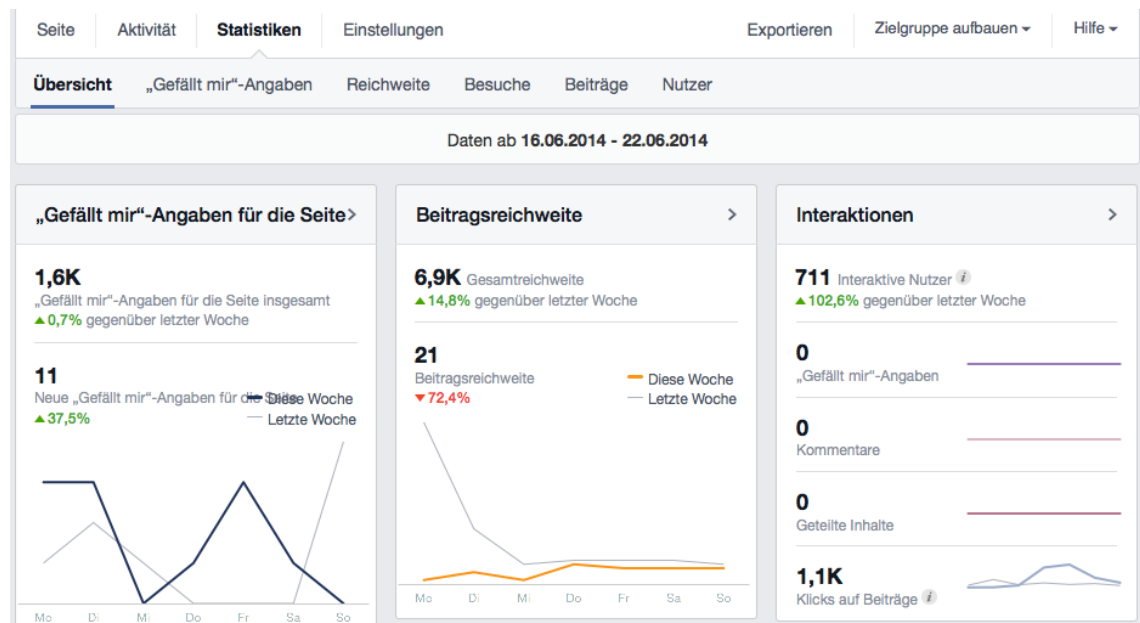 Seite Aktivität Statistiken Einstellungen Exportieren Zielgruppe aufbauen Hilfe
Übersicht „Gefällt mir“-Angaben Reichweite Besuche Beiträge Nutzer
Daten ab 16.06.2014 - 22.06.2014
„Gefällt mir“-Angaben für die Seite
1,6K
„Gefällt mir“-Angaben für die Seite insgesamt
0,7% gegenüber letzter Woche
11
Neue „Gefällt mir“-Angaben für die Seite
37,5%
Diese Woche
Letzte Woche
Mo Di Mi Do Fr Sa So
Beitragsreichweite
6,9K Gesamtreichweite
14,8% gegenüber letzter Woche
21
Beitragsreichweite
72,4%
Diese Woche
Letzte Woche
Mo Di Mi Do Fr Sa So
Interaktionen
711 Interaktive Nutzer i
102,6% gegenüber letzter Woche
0
„Gefällt mir“-Angaben
0
Kommentare
0
Geteilte Inhalte
1,1K
Klicks auf Beiträge i